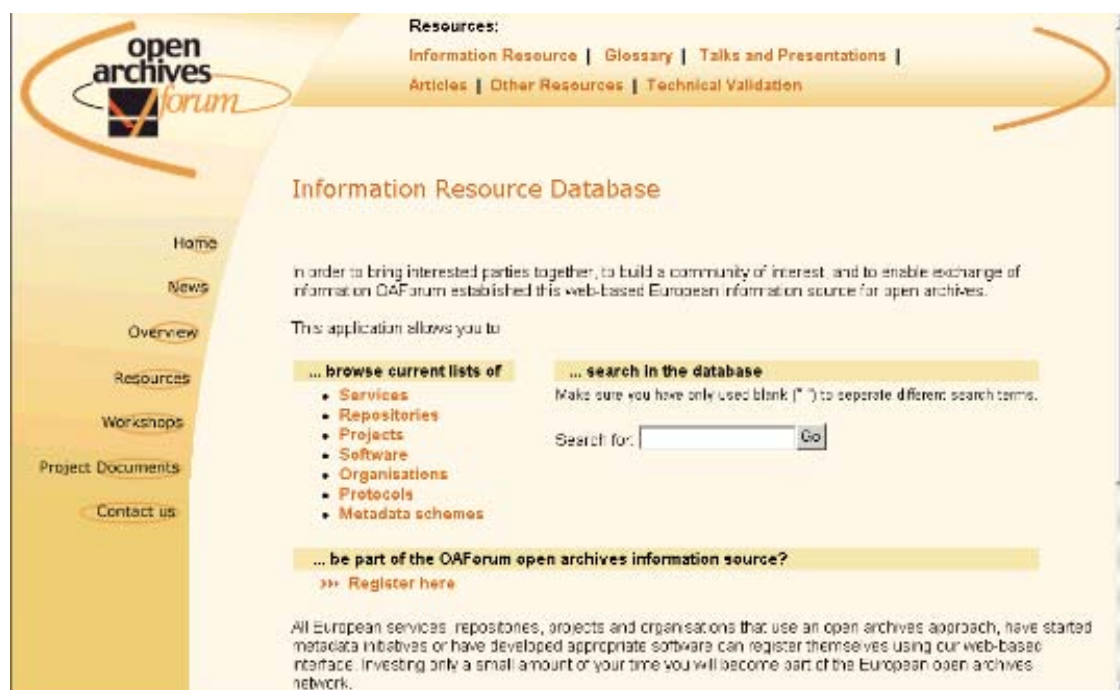 open
archives
forum
Resources:
Information Resource | Glossary | Talks and Presentations |
Articles | Other Resources | Technical Validation
Information Resource Database
Home
News
Overview
Resources
Workshops
Project Documents
Contact us
In order to bring interested parties together, to build a community of interest, and to enable exchange of
information OAForum established this web-based European information source for open archives.
This application allows you to
... browse current lists of
• Services
• Repositories
• Projects
• Software
• Organisations
• Protocols
• Metadata schemes
... search in the database
Make sure you have only used blank (" ") to seperate different search terms.
Search for: Go
... be part of the OAForum open archives information source?
››› Register here
All European services, repositories, projects and organisations that use an open archives approach, have started
metadata initiatives or have developed appropriate software can register themselves using our web-based
interface. Investing only a small amount of your time you will become part of the European open archives
network.